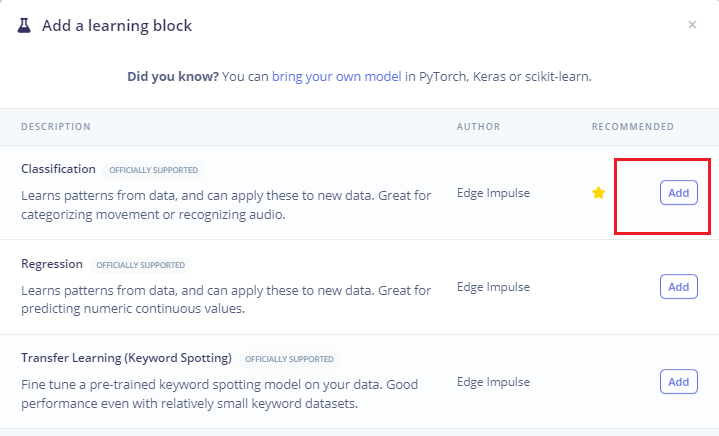 Add a learning block
×
Did you know? You can bring your own model in PyTorch, Keras or scikit-learn.
DESCRIPTION AUTHOR RECOMMENDED
Classification OFFICIALLY SUPPORTED
Learns patterns from data, and can apply these to new data. Great for
categorizing movement or recognizing audio.
Edge Impulse
Add
Regression OFFICIALLY SUPPORTED
Learns patterns from data, and can apply these to new data. Great for
predicting numeric continuous values.
Edge Impulse
Add
Transfer Learning (Keyword Spotting) OFFICIALLY SUPPORTED
Fine tune a pre-trained keyword spotting model on your data. Good
performance even with relatively small keyword datasets.
Edge Impulse
Add